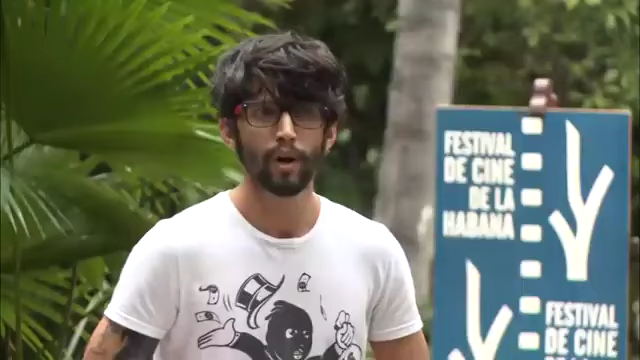 FESTIVAL
DE CINE
DE LA
HABANA
FESTIVAL
DE CINE